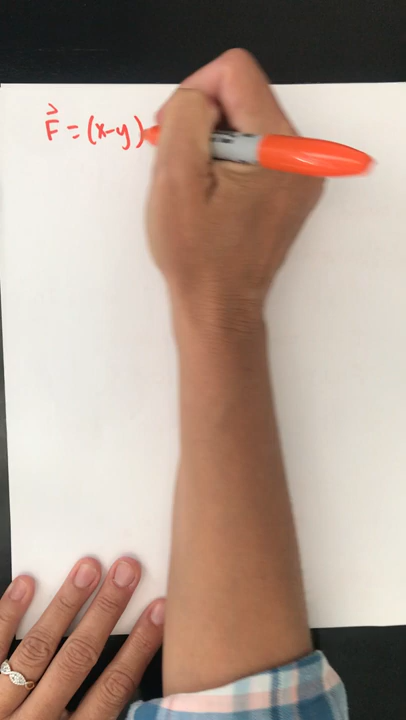 F⃗ = (x-y)